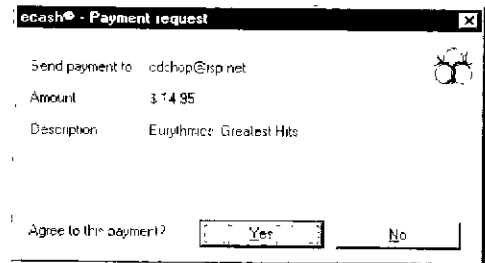 ecash® - Payment request
Send payment to cdshop@isp.net
Amount $ 14.95
Description Eurythmics: Greatest Hits
Agree to this payment? Yes No